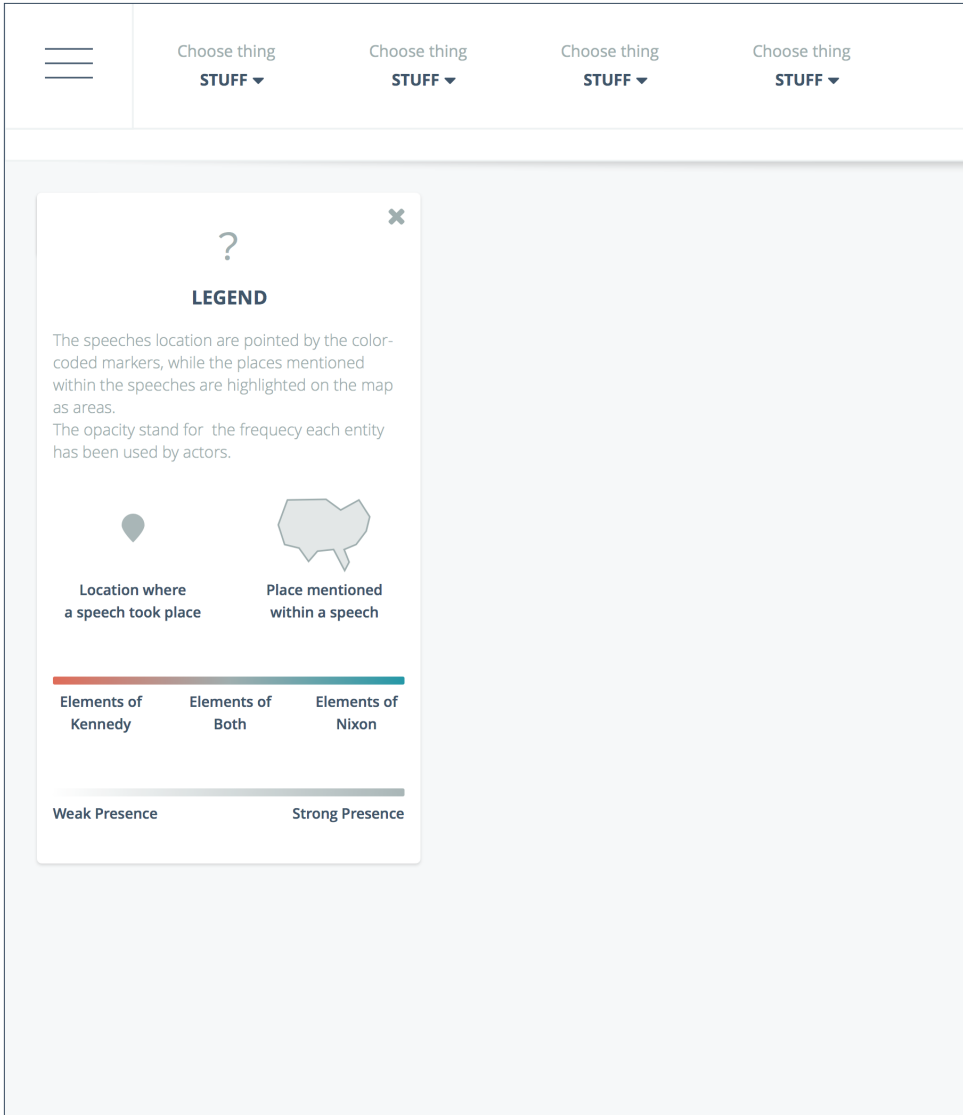 Choose thing Choose thing Choose thing Choose thing
STUFF STUFF STUFF STUFF
?
LEGEND
The speeches location are pointed by the color-
coded markers, while the places mentioned
within the speeches are highlighted on the map
as areas.
The opacity stand for  the frequecy each entity
has been used by actors.
Location where
a speech took place
Place mentioned
within a speech
Elements of
Kennedy
Elements of
Both
Elements of
Nixon
Weak Presence
Strong Presence